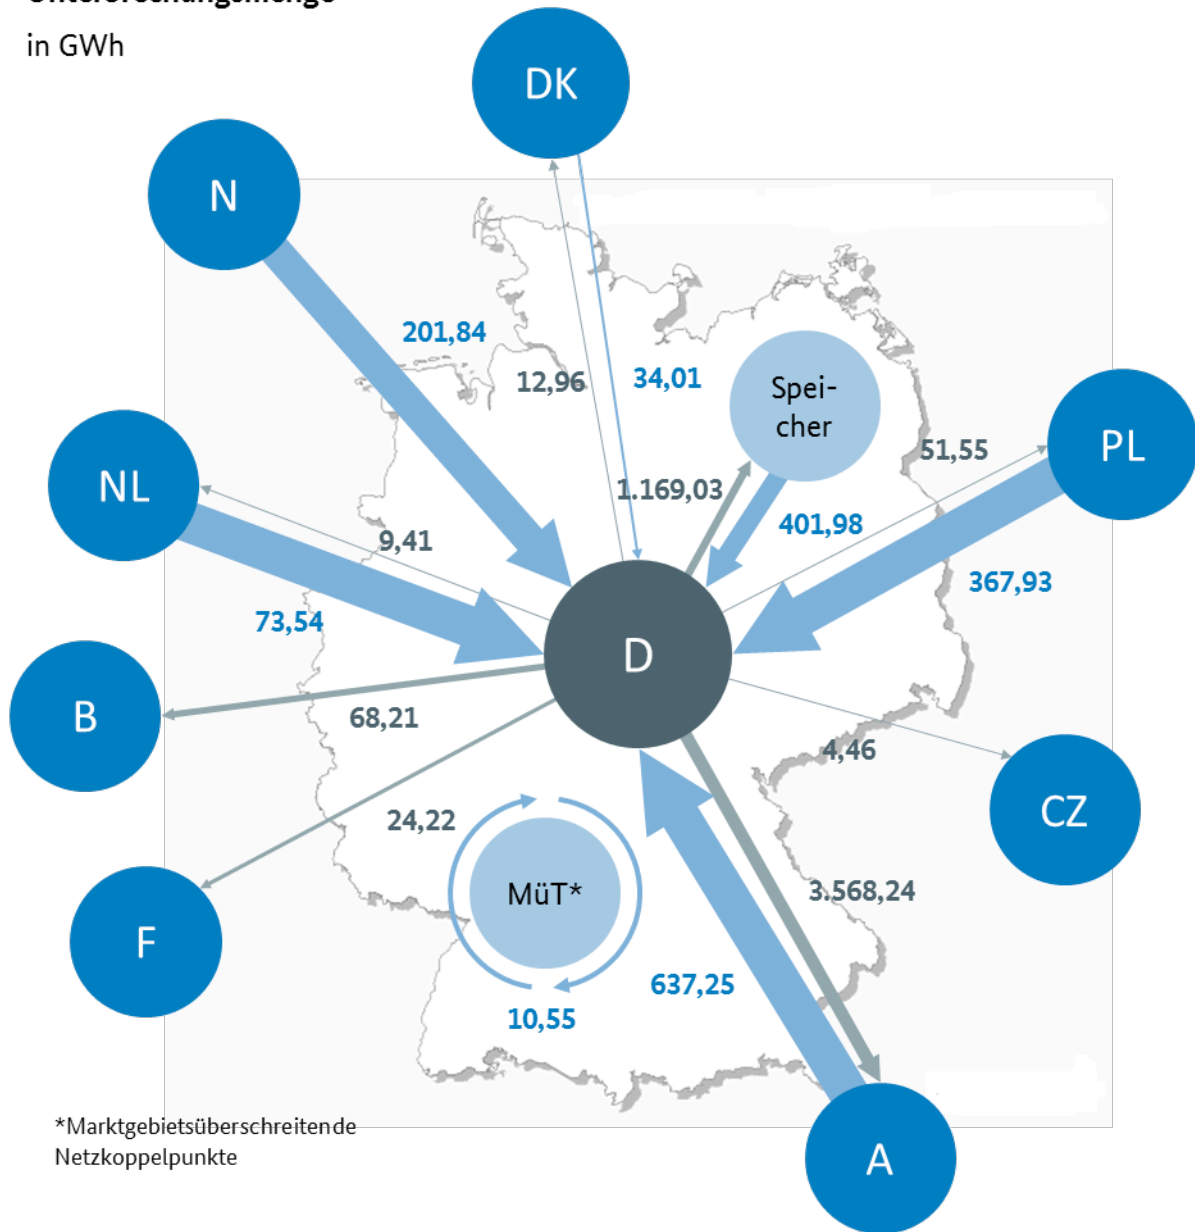 in GWh
DK
N
201,84
12,96
34,01
Spei-
cher
PL
51,55
NL
1.169,03
401,98
9,41
367,93
73,54
D
B
68,21
4,46
CZ
24,22
MüT*
3.568,24
F
637,25
10,55
*Marktgebietsüberschreitende
Netzkoppelpunkte
A